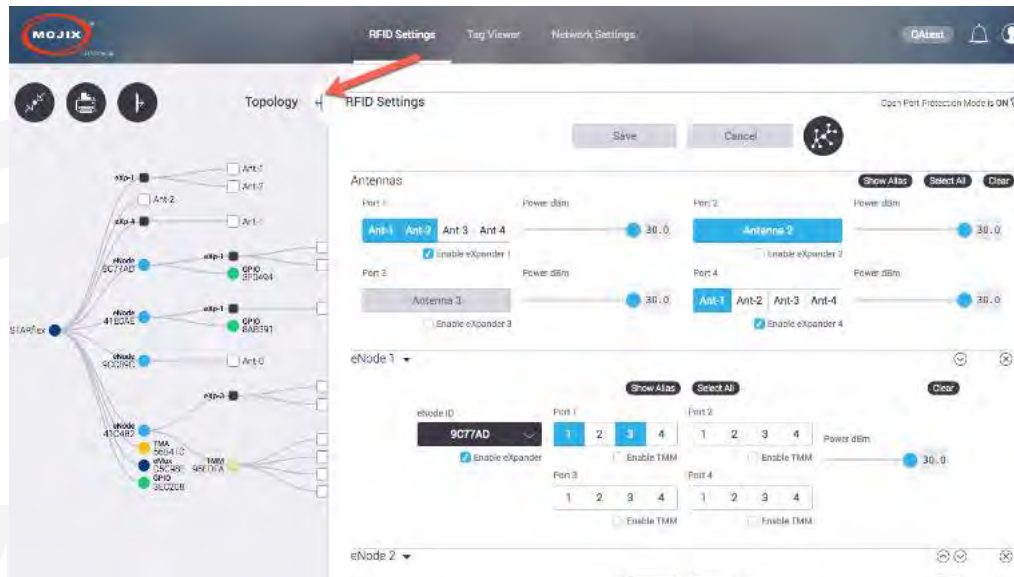 MOJIX
RFID Settings Tag Viewer Network Settings
QAtest
Topology
RFID Settings
Open Port Protection Mode is ON
Save Cancel
Antennas
Show Alias Select All Clear
Port 1 Power dBm Port 2 Power dBm
Ant-1 Ant-2 Ant 3 Ant 4 30.0 Antenna 2 30.0
Enable eXpander 1 Enable eXpander 2
Port 3 Power dBm Port 4 Power dBm
Antenna 3 30.0 Ant-1 Ant-2 Ant-3 Ant-4 30.0
Enable eXpander 3 Enable eXpander 4
eNode 1
Show Alias Select All Clear
eNode ID Port 1 Port 2
9C77AD 1 2 3 4 1 2 3 4 Power dBm
Enable eXpander Enable TMM Enable TMM 30.0
Port 3 Port 4
1 2 3 4 1 2 3 4
Enable TMM Enable TMM
eNode 2
eXp-1 Ant-1
Ant-2
Ant-2
eXp-4 Ant-1
eNode eXp-1
9C77AD GPIO
eNode eXp-1
GPIO
8AB391
STARflex
eNode Ant-0
eXp-3
eNode
41C4B2
TMA
eMux TMM
GPIO
3EC20B